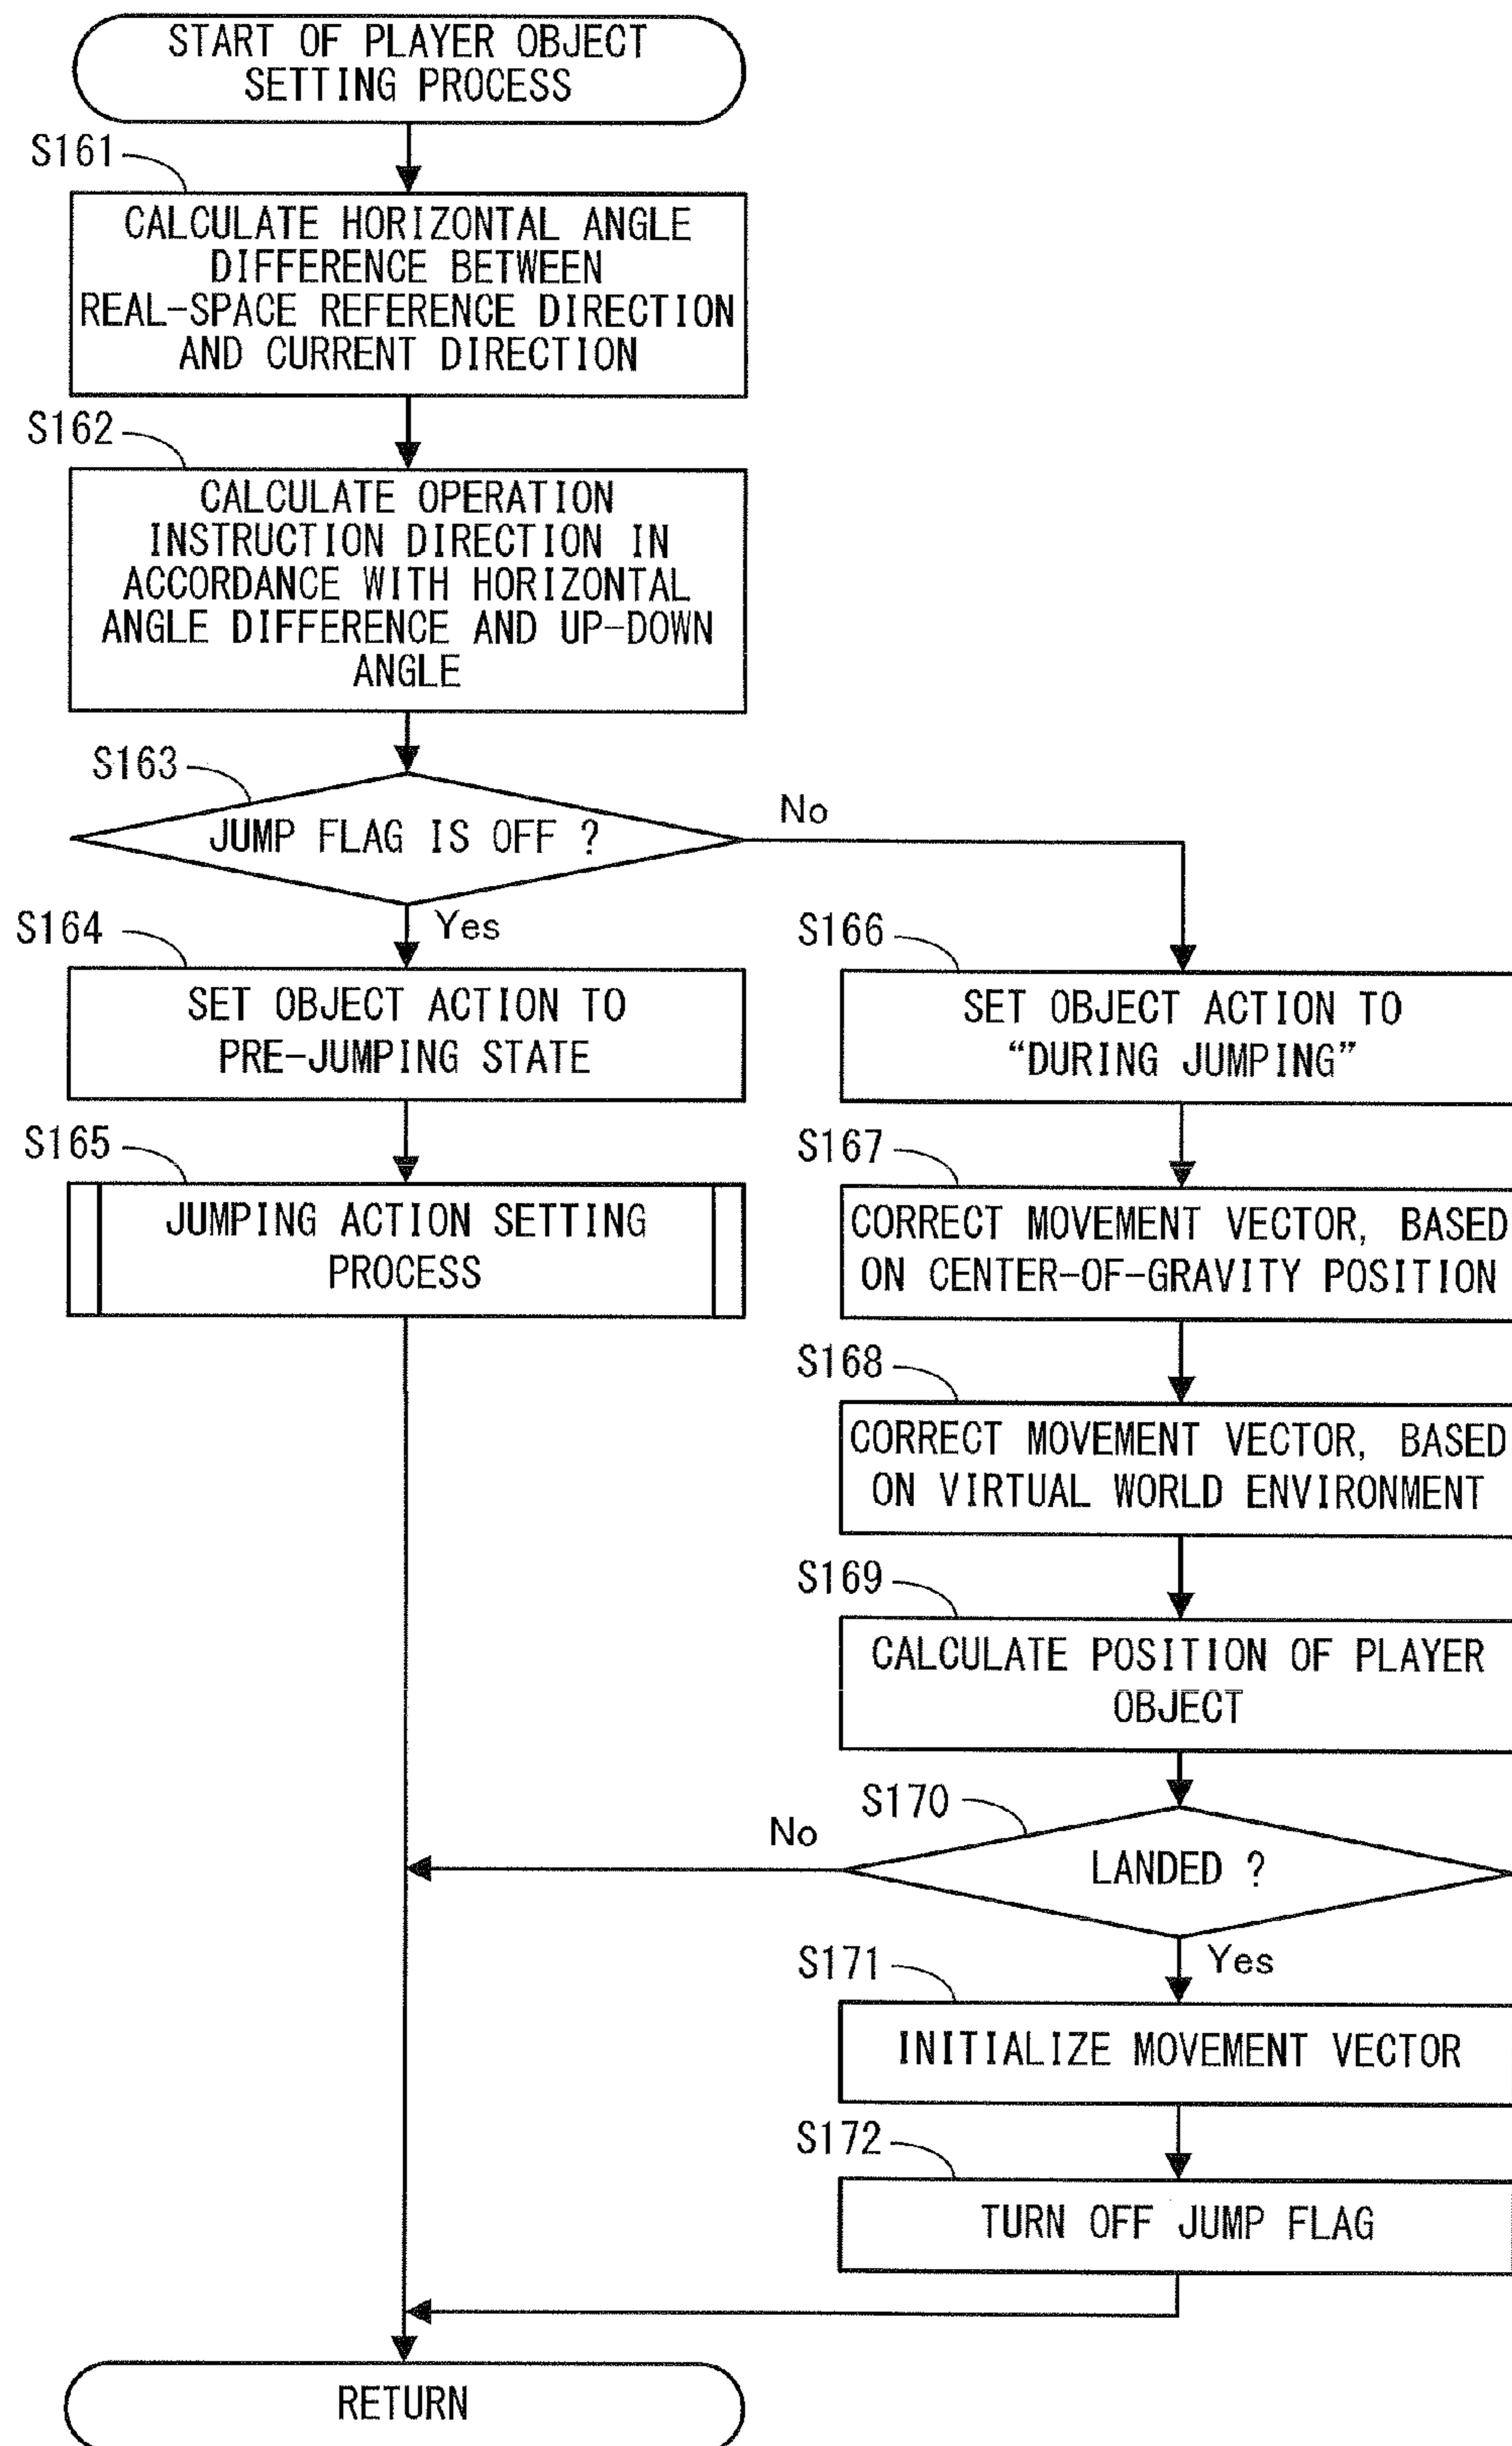 START OF PLAYER OBJECT
SETTING PROCESS
S161
CALCULATE HORIZONTAL ANGLE
DIFFERENCE BETWEEN
REAL-SPACE REFERENCE DIRECTION
AND CURRENT DIRECTION
S162
CALCULATE OPERATION
INSTRUCTION DIRECTION IN
ACCORDANCE WITH HORIZONTAL
ANGLE DIFFERENCE AND UP-DOWN
ANGLE
S163
JUMP FLAG IS OFF ?
No
Yes
S164
SET OBJECT ACTION TO
PRE-JUMPING STATE
S165
JUMPING ACTION SETTING
PROCESS
S166
SET OBJECT ACTION TO
“DURING JUMPING”
S167
CORRECT MOVEMENT VECTOR, BASED
ON CENTER-OF-GRAVITY POSITION
S168
CORRECT MOVEMENT VECTOR, BASED
ON VIRTUAL WORLD ENVIRONMENT
S169
CALCULATE POSITION OF PLAYER
OBJECT
S170
LANDED ?
No
Yes
S171
INITIALIZE MOVEMENT VECTOR
S172
TURN OFF JUMP FLAG
RETURN